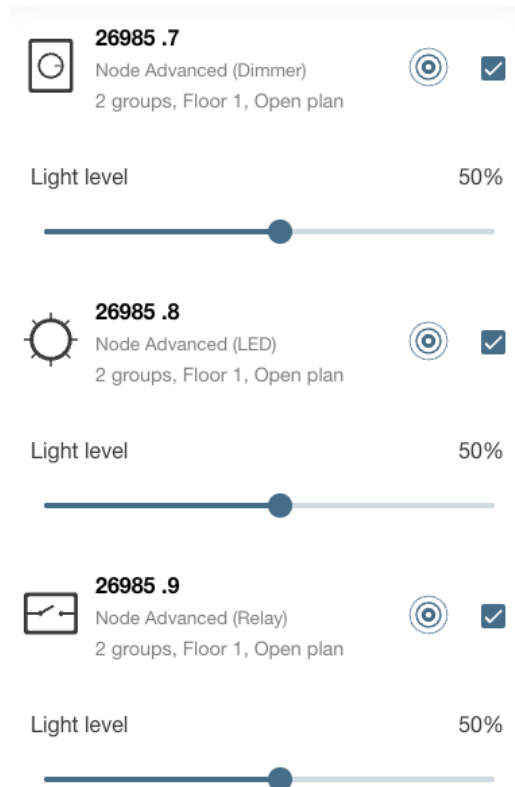 26985 .7
Node Advanced (Dimmer)
2 groups, Floor 1, Open plan
Light level 50%
26985 .8
Node Advanced (LED)
2 groups, Floor 1, Open plan
Light level 50%
26985 .9
Node Advanced (Relay)
2 groups, Floor 1, Open plan
Light level 50%